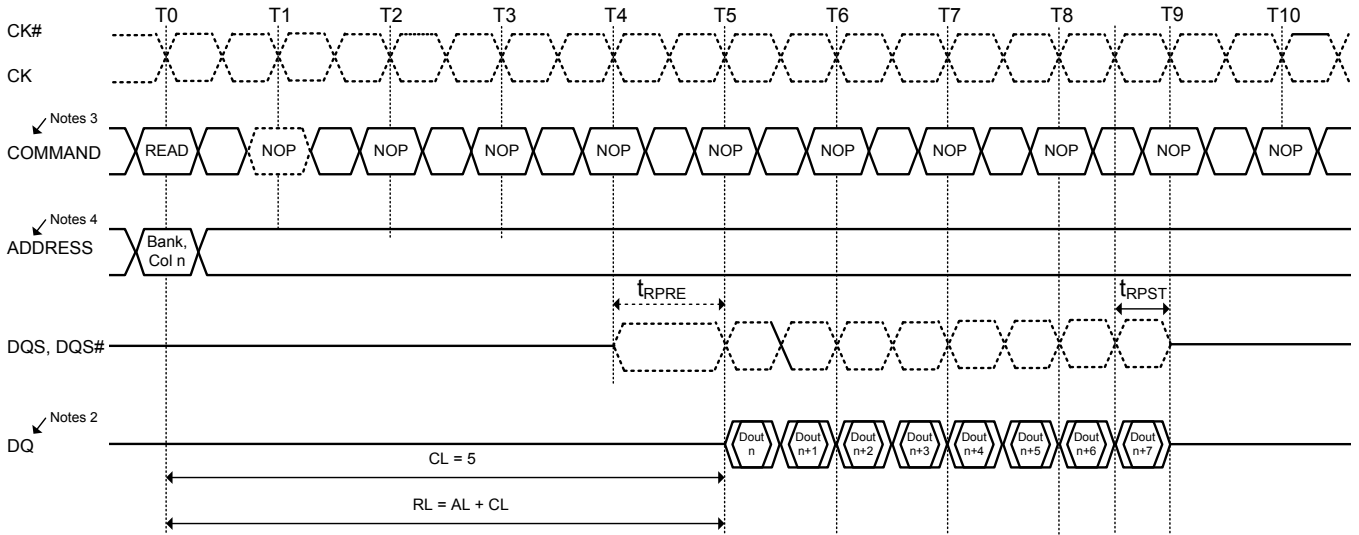 T0 T1 T2 T3 T4 T5 T6 T7 T8 T9 T10
CK#
CK
Notes 3
COMMAND READ NOP NOP NOP NOP NOP NOP NOP NOP NOP NOP
Notes 4
ADDRESS
Bank,
Col n
tRPRE tRPST
DQS, DQS#
Notes 2
DQ
Dout n
Dout n+1
Dout n+2
Dout n+3
Dout n+4
Dout n+5
Dout n+6
Dout n+7
CL = 5
RL = AL + CL